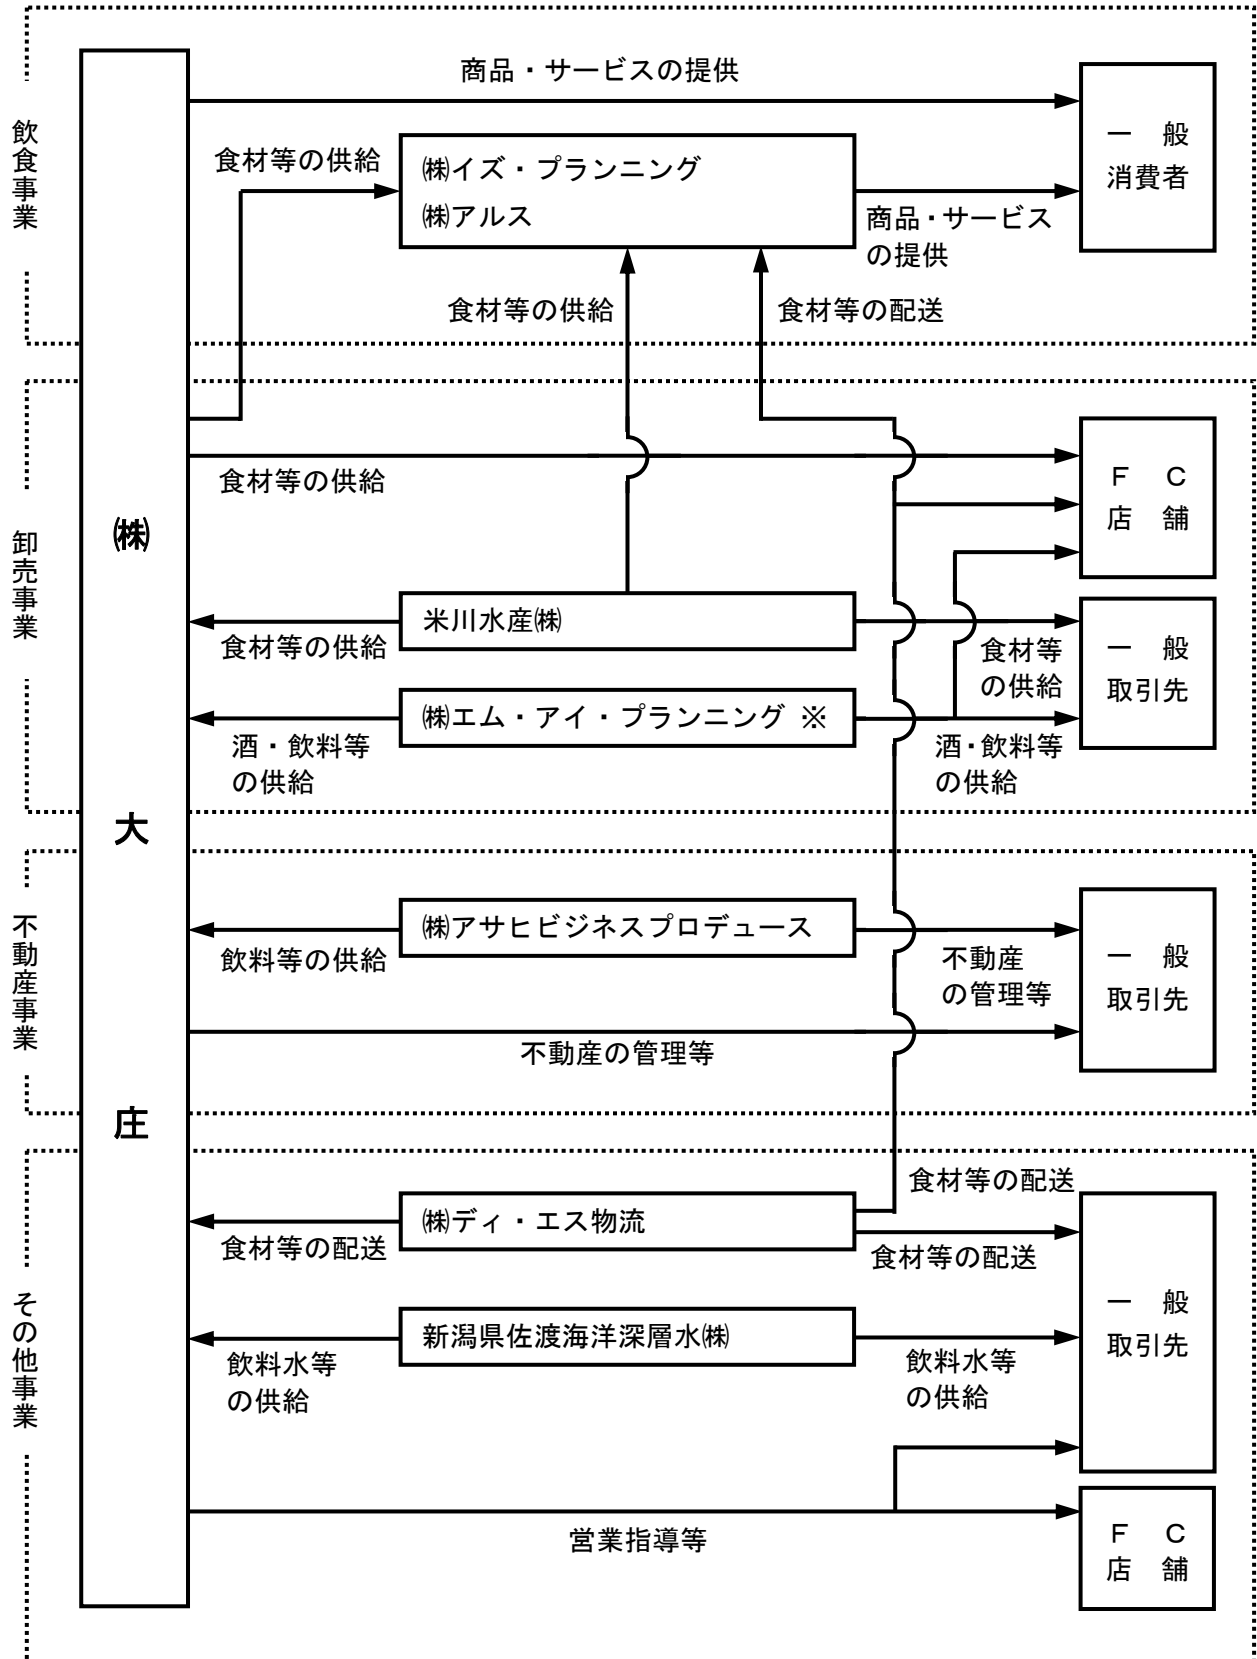 飲食事業
商品・サービスの提供
一　般
消費者
食材等の供給
㈱イズ・プランニング
㈱アルス
商品・サービス
の提供
食材等の供給
食材等の配送
卸売事業
㈱大庄
食材等の供給
Ｆ　Ｃ
店　舗
米川水産㈱
食材等の供給
食材等
の供給
一　般
取引先
㈱エム・アイ・プランニング ※
酒・飲料等
の供給
酒・飲料等
の供給
不動産事業
㈱アサヒビジネスプロデュース
飲料等の供給
不動産
の管理等
一　般
取引先
不動産の管理等
その他事業
食材等の配送
㈱ディ・エス物流
食材等の配送
食材等の配送
一　般
取引先
新潟県佐渡海洋深層水㈱
飲料水等
の供給
飲料水等
の供給
営業指導等
Ｆ　Ｃ
店　舗